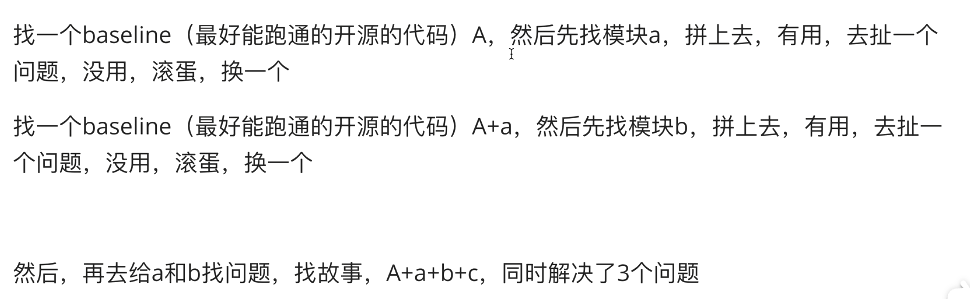 找一个baseline（最好能跑通的开源的代码）A，然后先找模块a，拼上去，有用，去扯一个
问题，没用，滚蛋，换一个
找一个baseline（最好能跑通的开源的代码）A+a，然后先找模块b，拼上去，有用，去扯一
个问题，没用，滚蛋，换一个
然后，再去给a和b找问题，找故事，A+a+b+c，同时解决了3个问题